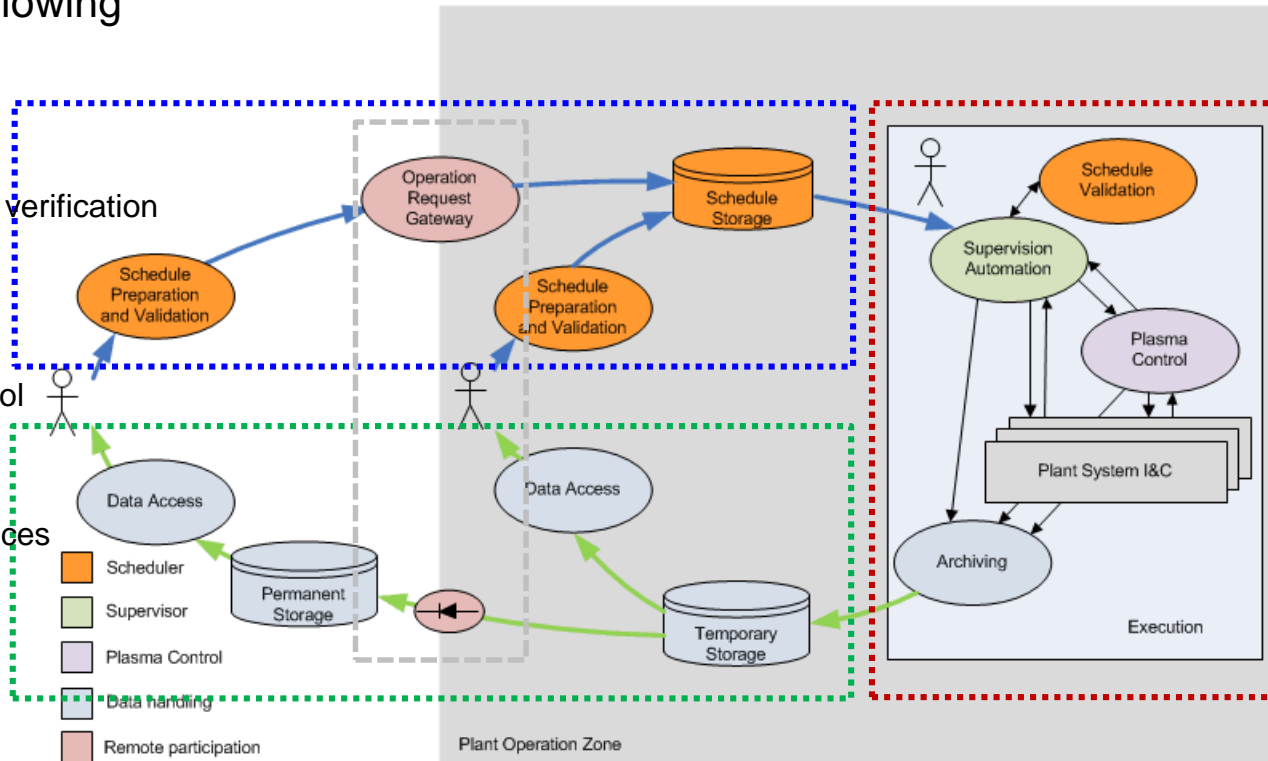 lowing
verification
ol
ces
Operation
Request
Gateway
Schedule
Storage
Schedule
Validation
Supervision
Automation
Schedule
Preparation
and Validation
Schedule
Preparation
and Validation
Plasma
Control
Plant System I&C
Data Access
Data Access
Archiving
Permanent
Storage
Temporary
Storage
Execution
Scheduler
Supervisor
Plasma Control
Data handling
Remote participation
Plant Operation Zone